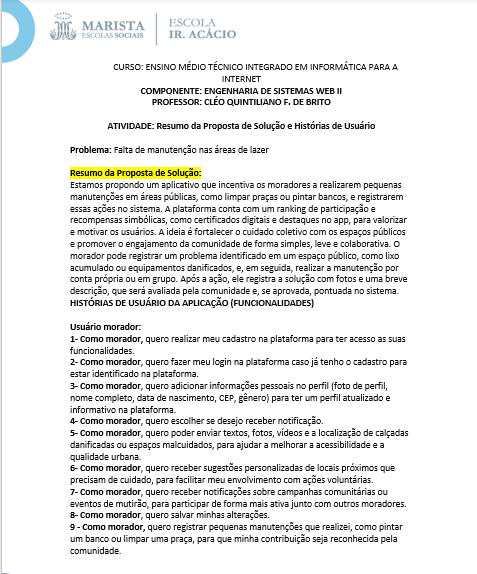 MARISTA
ESCOLAS SOCIAIS
ESCOLA
IR. ACÁCIO
CURSO: ENSINO MÉDIO TÉCNICO INTEGRADO EM INFORMÁTICA PARA A
INTERNET
COMPONENTE: ENGENHARIA DE SISTEMAS WEB II
PROFESSOR: CLÉO QUINTILIANO F. DE BRITO
ATIVIDADE: Resumo da Proposta de Solução e Histórias de Usuário
Problema: Falta de manutenção nas áreas de lazer
Resumo da Proposta de Solução:
Estamos propondo um aplicativo que incentiva os moradores a realizarem pequenas
manutenções em áreas públicas, como limpar praças ou pintar bancos, e registrarem
essas ações no sistema. A plataforma conta com um ranking de participação e
recompensas simbólicas, como certificados digitais e destaques no app, para valorizar
e motivar os usuários. A ideia é fortalecer o cuidado coletivo com os espaços públicos
e promover o engajamento da comunidade de forma simples, leve e colaborativa. O
morador pode registrar um problema identificado em um espaço público, como lixo
acumulado ou equipamentos danificados, e, em seguida, realizar a manutenção por
conta própria ou em grupo. Após a ação, ele registra a solução com fotos e uma breve
descrição, que será avaliada pela comunidade e, se aprovada, pontuada no sistema.
HISTÓRIAS DE USUÁRIO DA APLICAÇÃO (FUNCIONALIDADES)
Usuário morador:
1- Como morador, quero realizar meu cadastro na plataforma para ter acesso as suas
funcionalidades.
2- Como morador, quero fazer meu login na plataforma caso já tenho o cadastro para
estar identificado na plataforma.
3- Como morador, quero adicionar informações pessoais no perfil (foto de perfil,
nome completo, data de nascimento, CEP, gênero) para ter um perfil atualizado e
informativo na plataforma.
4- Como morador, quero escolher se desejo receber notificação.
5- Como morador, quero poder enviar textos, fotos, vídeos e a localização de calçadas
danificadas ou espaços malcuidados, para ajudar a melhorar a acessibilidade e a
qualidade urbana.
6- Como morador, quero receber sugestões personalizadas de locais próximos que
precisam de cuidado, para facilitar meu envolvimento com ações voluntárias.
7- Como morador, quero receber notificações sobre campanhas comunitárias ou
eventos de mutirão, para participar de forma mais ativa junto com outros moradores.
8- Como morador, quero salvar minhas alterações.
9 - Como morador, quero registrar pequenas manutenções que realizei, como pintar
um banco ou limpar uma praça, para que minha contribuição seja reconhecida pela
comunidade.